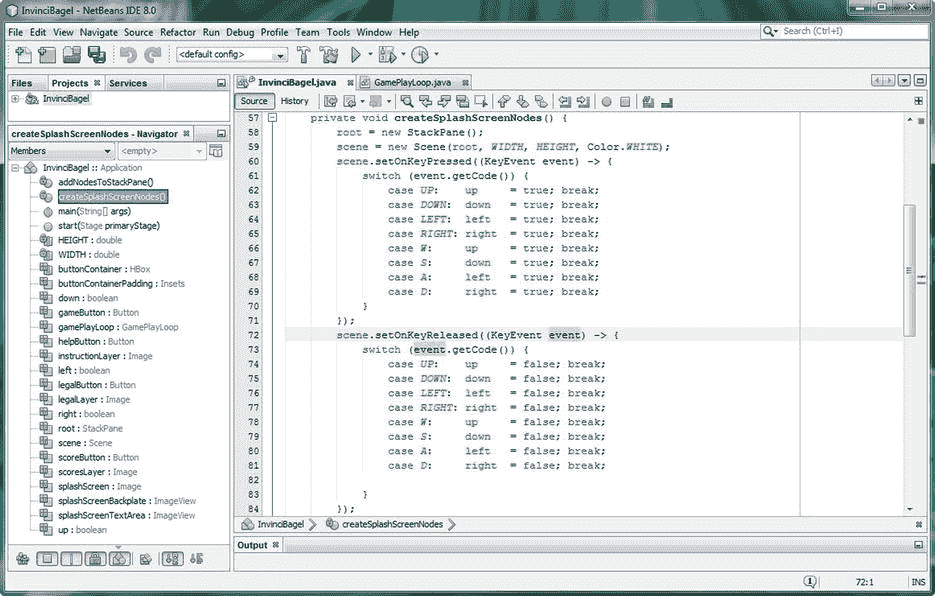 InvinciBagel - NetBeans IDE 8.0
File Edit View Navigate Source Refactor Run Debug Profile Team Tools Window Help
Search (Ctrl+I)
<default config>
Files Projects Services
InvinciBagel
createSplashScreenNodes - Navigator
Members <empty>
InvinciBagel :: Application
addNodesToStackPane()
createSplashScreenNodes()
main(String[] args)
start(Stage primaryStage)
HEIGHT : double
WIDTH : double
buttonContainer : HBox
buttonContainerPadding : Insets
down : boolean
gameButton : Button
gamePlayLoop : GamePlayLoop
helpButton : Button
instructionLayer : Image
left : boolean
legalButton : Button
legalLayer : Image
right : boolean
root : StackPane
scene : Scene
scoreButton : Button
scoresLayer : Image
splashScreen : Image
splashScreenBackplate : ImageView
splashScreenTextArea : ImageView
up : boolean
InvinciBagel.java GamePlayLoop.java
Source History
57 private void createSplashScreenNodes() {
58 root = new StackPane();
59 scene = new Scene(root, WIDTH, HEIGHT, Color.WHITE);
60 scene.setOnKeyPressed((KeyEvent event) -> {
61 switch (event.getCode()) {
62 case UP: up = true; break;
63 case DOWN: down = true; break;
64 case LEFT: left = true; break;
65 case RIGHT: right = true; break;
66 case W: up = true; break;
67 case S: down = true; break;
68 case A: left = true; break;
69 case D: right = true; break;
70 }
71 });
72 scene.setOnKeyReleased((KeyEvent event) -> {
73 switch (event.getCode()) {
74 case UP: up = false; break;
75 case DOWN: down = false; break;
76 case LEFT: left = false; break;
77 case RIGHT: right = false; break;
78 case W: up = false; break;
79 case S: down = false; break;
80 case A: left = false; break;
81 case D: right = false; break;
82
83 }
84 });
InvinciBagel createSplashScreenNodes
Output
72:1 INS